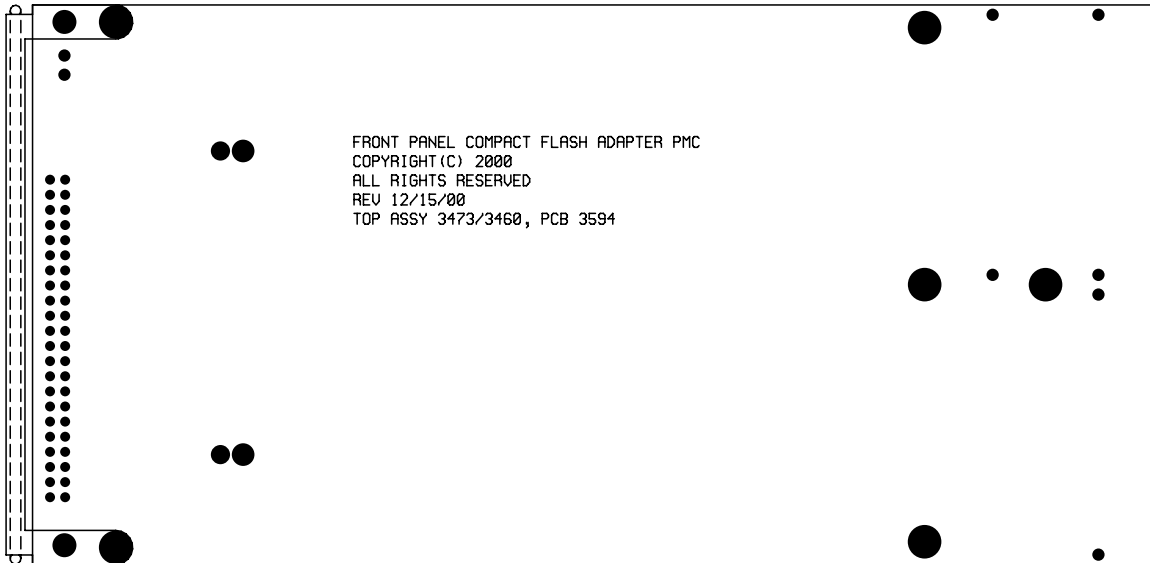 FRONT PANEL COMPACT FLASH ADAPTER PMC
COPYRIGHT(C) 2000
ALL RIGHTS RESERVED
REV 12/15/00
TOP ASSY 3473/3460, PCB 3594